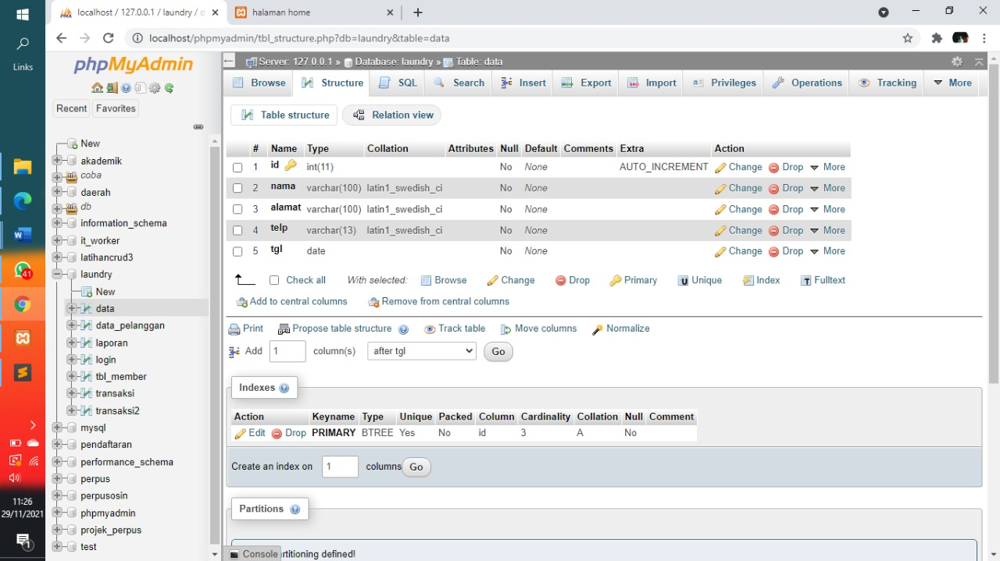 localhost / 127.0.0.1 / laundry / d
halaman home
localhost/phpmyadmin/tbl_structure.php?db=laundry&table=data
Links
41
11:26
29/11/2021
1
phpMyAdmin
Recent Favorites
New
akademik
coba
daerah
db
information_schema
it_worker
latihancrud3
laundry
New
data
data_pelanggan
laporan
login
tbl_member
transaksi
transaksi2
mysql
pendaftaran
performance_schema
perpus
perpusosin
phpmyadmin
projek_perpus
test
Server: 127.0.0.1 » Database: laundry » Table: data
Browse Structure SQL Search Insert Export Import Privileges Operations Tracking More
Table structure Relation view
# Name Type Collation Attributes Null Default Comments Extra Action
1 id int(11) No None AUTO_INCREMENT Change Drop More
2 nama varchar(100) latin1_swedish_ci No None Change Drop More
3 alamat varchar(100) latin1_swedish_ci No None Change Drop More
4 telp varchar(13) latin1_swedish_ci No None Change Drop More
5 tgl date No None Change Drop More
Check all With selected: Browse Change Drop Primary Unique Index Fulltext
Add to central columns Remove from central columns
Print Propose table structure Track table Move columns Normalize
Add 1 column(s) after tgl Go
Indexes
Action Keyname Type Unique Packed Column Cardinality Collation Null Comment
Edit Drop PRIMARY BTREE Yes No id 3 A No
Create an index on 1 columns Go
Partitions
Console rtitioning defined!